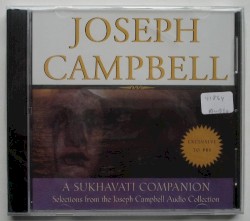 JOSEPH
CAMPBELL
A SUKHAVATI COMPANION
Selections from the Joseph Campbell Audio Collection